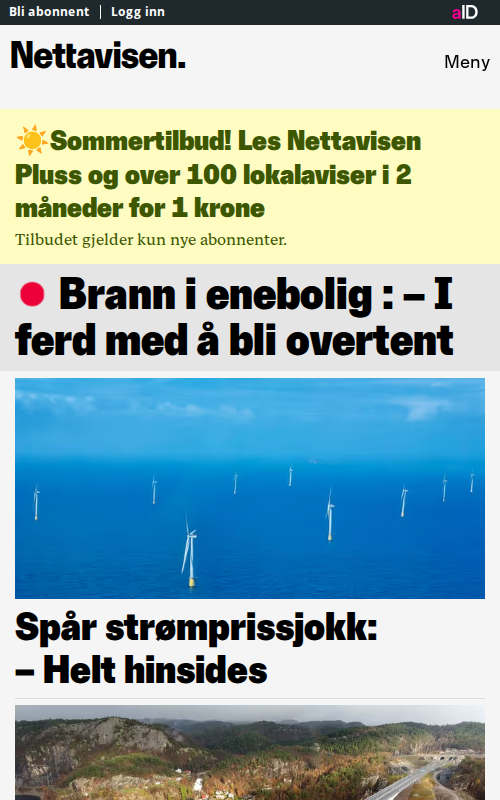 Bli abonnent
Logg inn
aID
Nettavisen.
Meny
Sommertilbud! Les Nettavisen
Pluss og over 100 lokalaviser i 2
måneder for 1 krone
Tilbudet gjelder kun nye abonnenter.
Brann i enebolig : – I
ferd med å bli overtent
Spår strømprissjokk:
– Helt hinsides